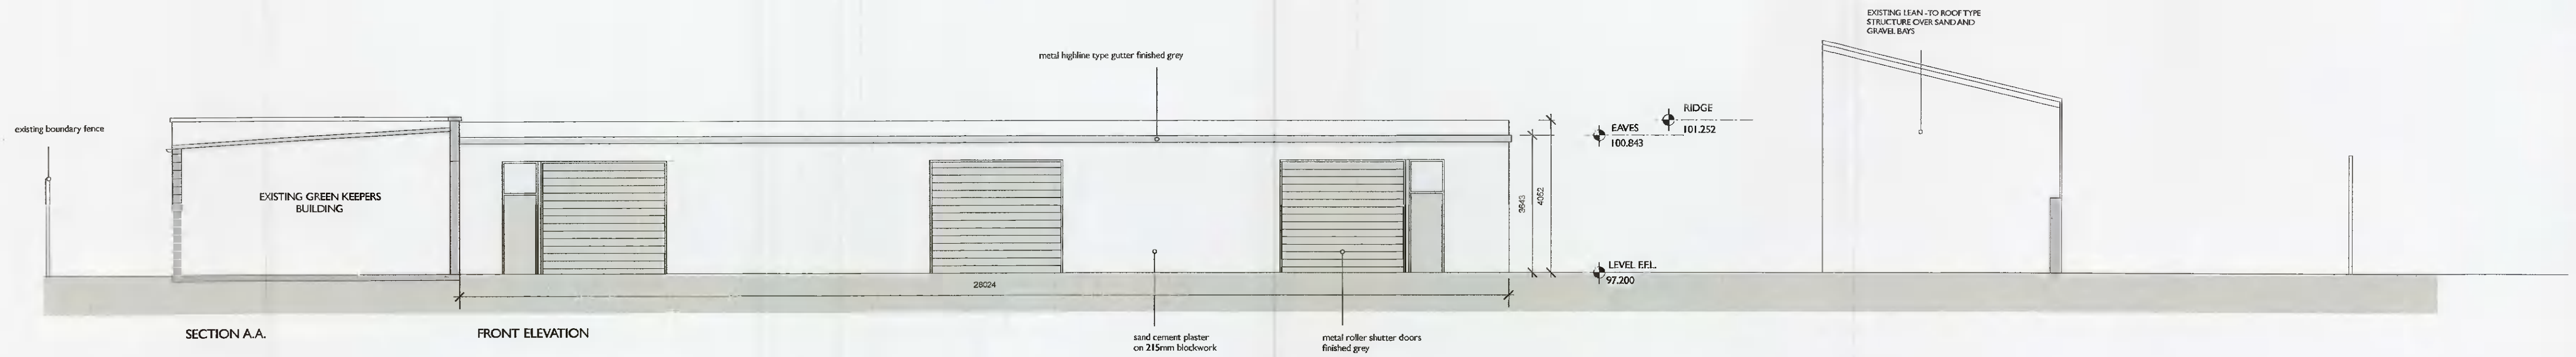 EXISTING LEAN -TO ROOF TYPE
STRUCTURE OVER SAND AND
GRAVEL BAYS
metal highline type gutter finished grey
RIDGE
101.252
existing boundary fence
EAVES
100.843
EXISTING GREEN KEEPERS
BUILDING
3643
4052
LEVEL F.F.L.
97.200
28024
SECTION A.A.
FRONT ELEVATION
sand cement plaster
on 215mm blockwork
metal roller shutter doors
finished grey